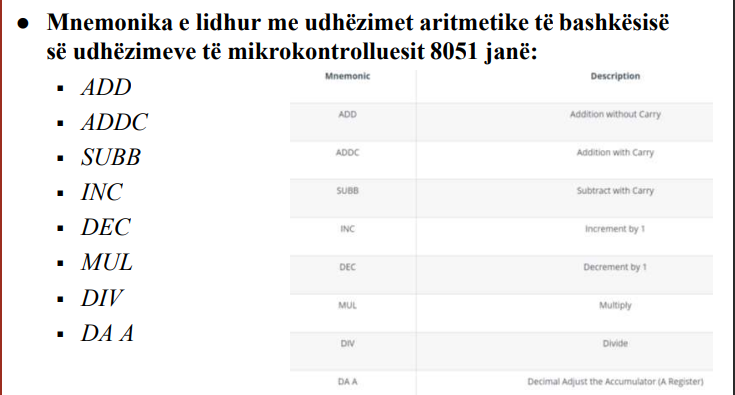 ● Mnemonika e lidhur me udhëzimet aritmetike të bashkësisë
së udhëzimeve të mikrokontrolluesit 8051 janë:
▪ ADD
▪ ADDC
▪ SUBB
▪ INC
▪ DEC
▪ MUL
▪ DIV
▪ DA A
Mnemonic Description
ADD Addition without Carry
ADDC Addition with Carry
SUBB Subtract with Carry
INC Increment by 1
DEC Decrement by 1
MUL Multiply
DIV Divide
DA A Decimal Adjust the Accumulator (A Register)